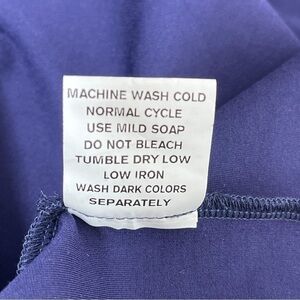 MACHINE WASH COLD
NORMAL CYCLE
USE MILD SOAP
DO NOT BLEACH
TUMBLE DRY LOW
LOW IRON
WASH DARK COLORS
SEPARATELY